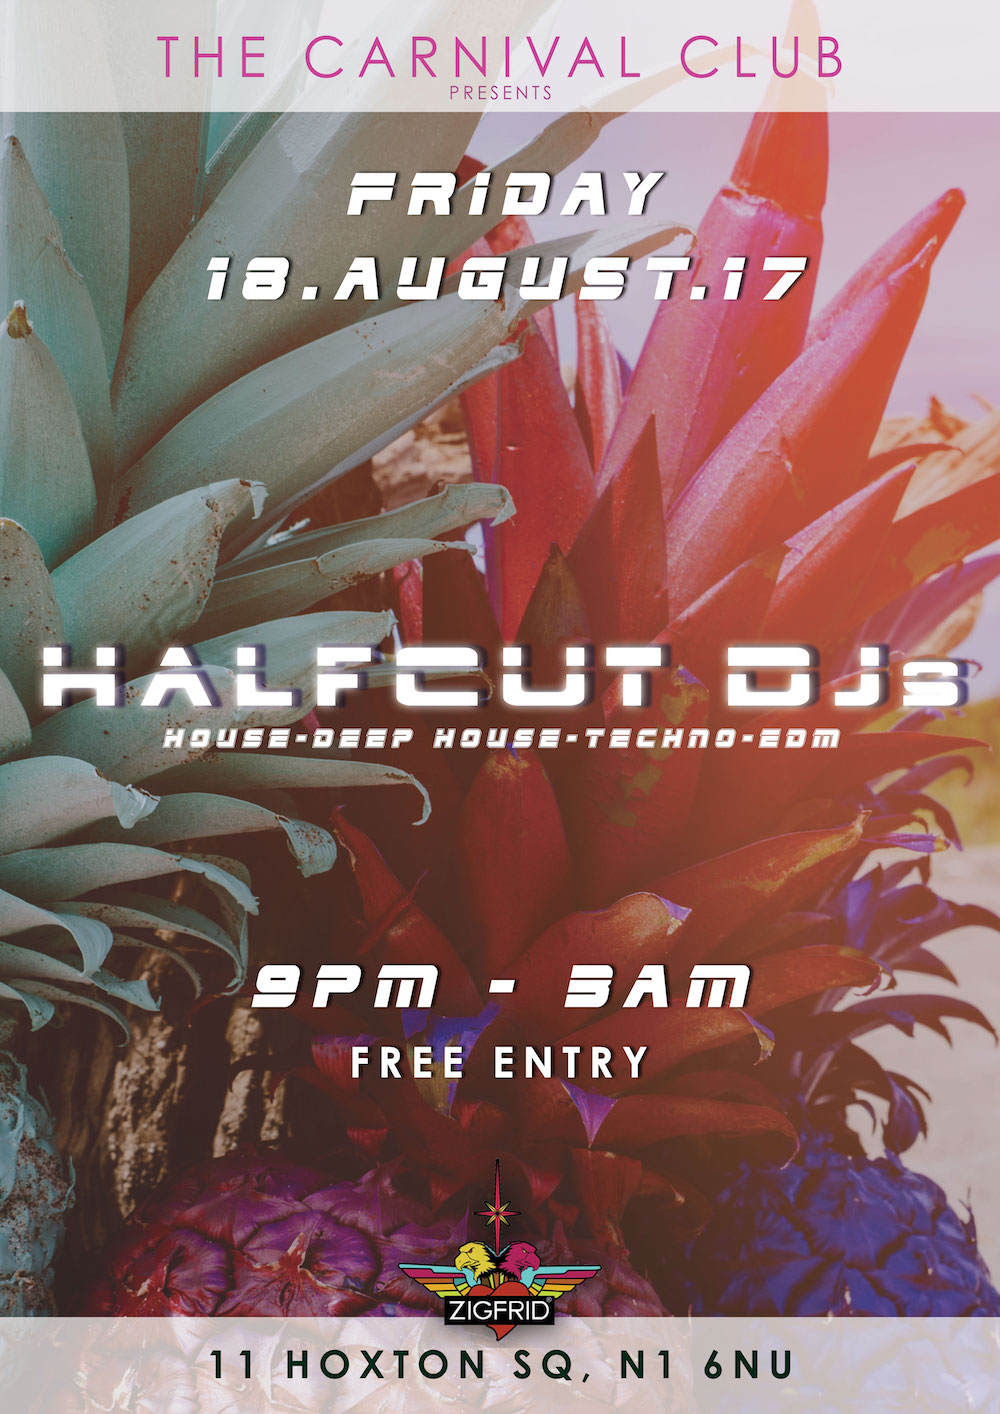 THE CARNIVAL CLUB
PRESENTS
FRIDAY
18.AUGUST.17
HALFCUT DJs
HOUSE-DEEP HOUSE-TECHNO-EDM
9PM - 3AM
FREE ENTRY
ZIGFRID®
11 HOXTON SQ, N1 6NU